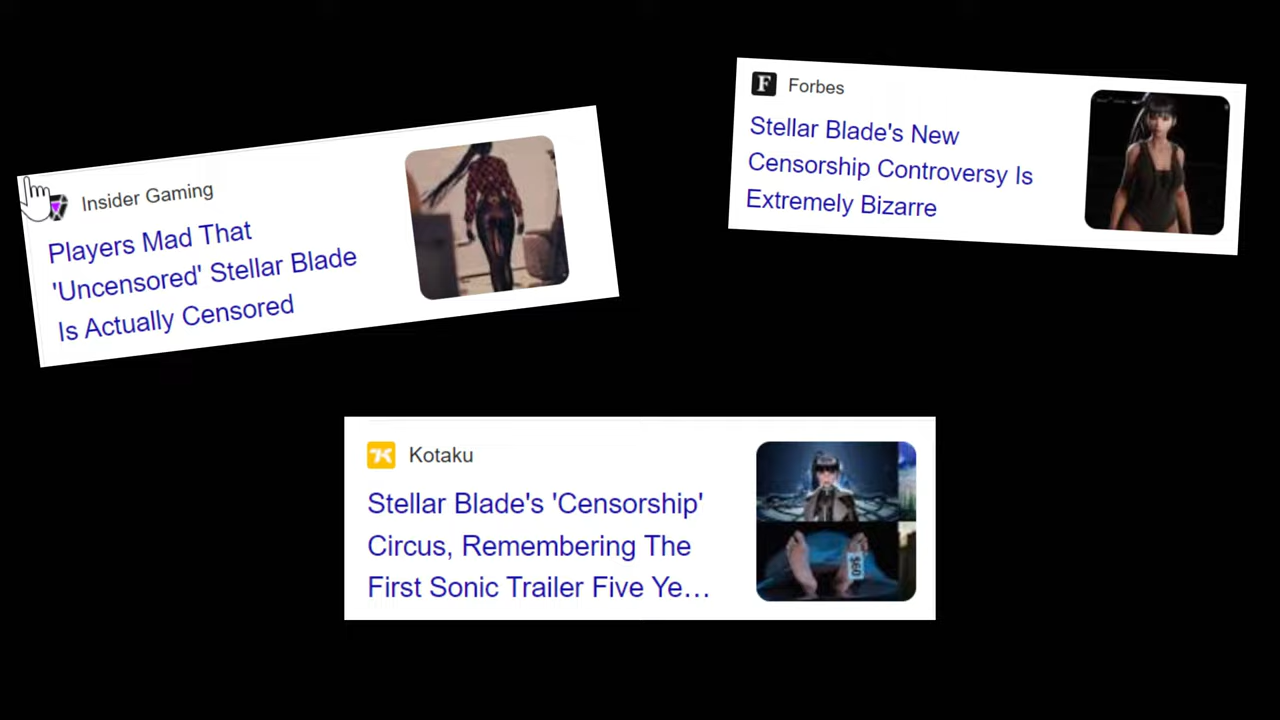 Insider Gaming
Players Mad That
'Uncensored' Stellar Blade
Is Actually Censored
Forbes
Stellar Blade's New
Censorship Controversy Is
Extremely Bizarre
Kotaku
Stellar Blade's 'Censorship'
Circus, Remembering The
First Sonic Trailer Five Ye…
$60